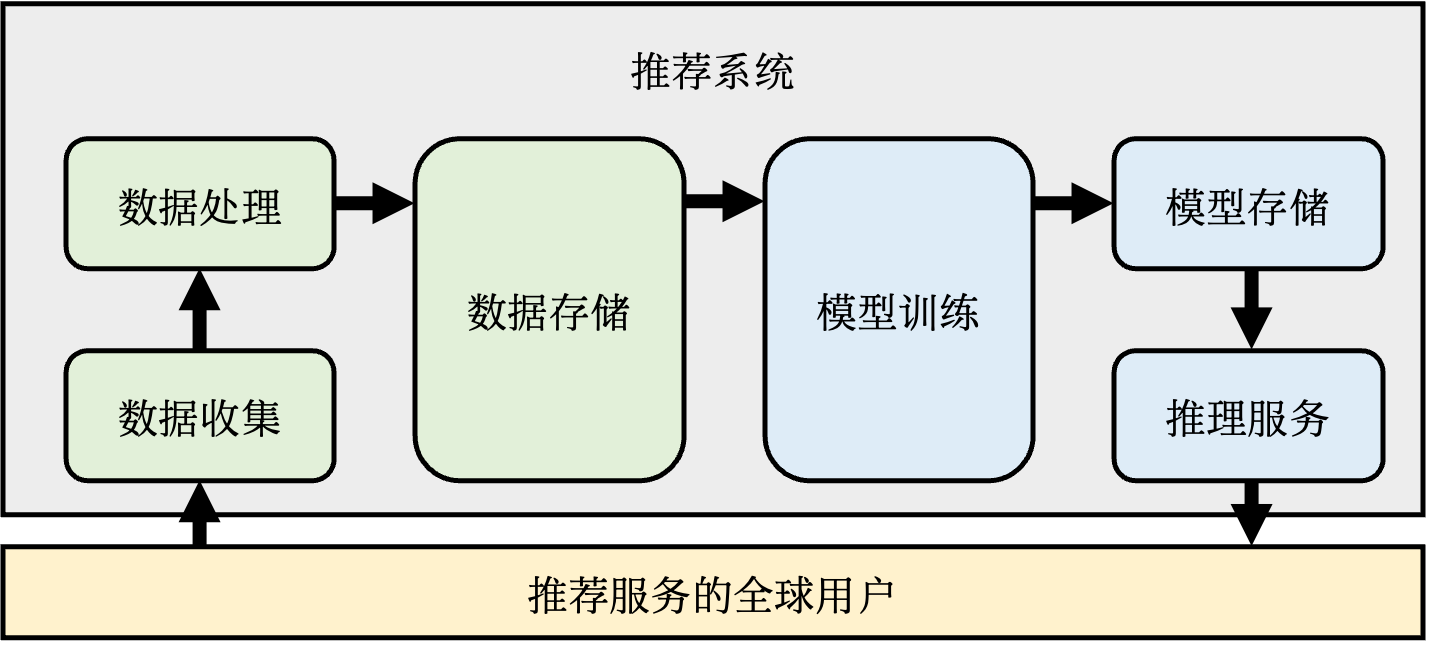 推荐系统
数据处理
数据收集
数据存储
模型训练
模型存储
推理服务
推荐服务的全球用户